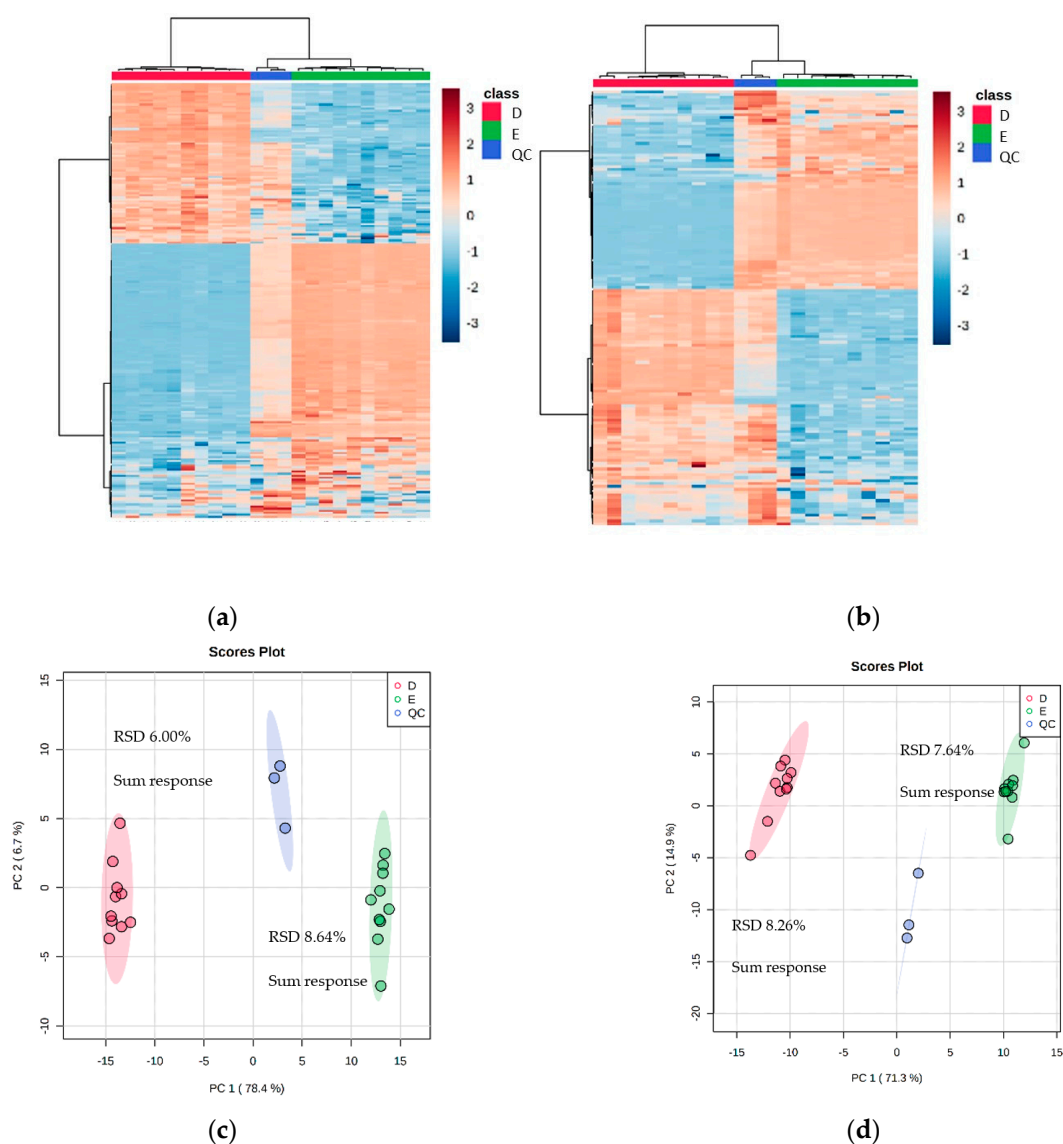 class
D
E
QC
3
2
1
0
-1
-2
-3
class
D
E
QC
3
2
1
0
-1
-2
-3
(a)
(b)
Scores Plot
D
E
QC
RSD 6.00%
Sum response
RSD 8.64%
Sum response
15
10
5
0
-5
-10
PC 2 ( 6.7 %)
-15
-10
-5
0
5
10
15
PC 1 ( 78.4 %)
Scores Plot
D
E
QC
RSD 7.64%
Sum response
RSD 8.26%
Sum response
10
5
0
-5
-10
-15
-20
PC 2 ( 14.9 %)
-15
-10
-5
0
5
10
15
PC 1 ( 71.3 %)
(c)
(d)